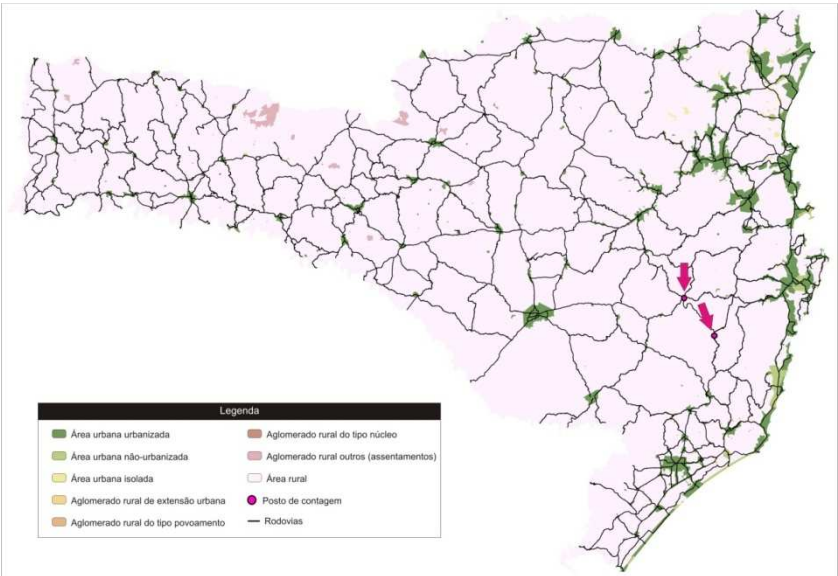 Legenda
Área urbana urbanizada
Área urbana não-urbanizada
Área urbana isolada
Aglomerado rural de extensão urbana
Aglomerado rural do tipo povoamento
Aglomerado rural do tipo núcleo
Aglomerado rural outros (assentamentos)
Área rural
Posto de contagem
Rodovias